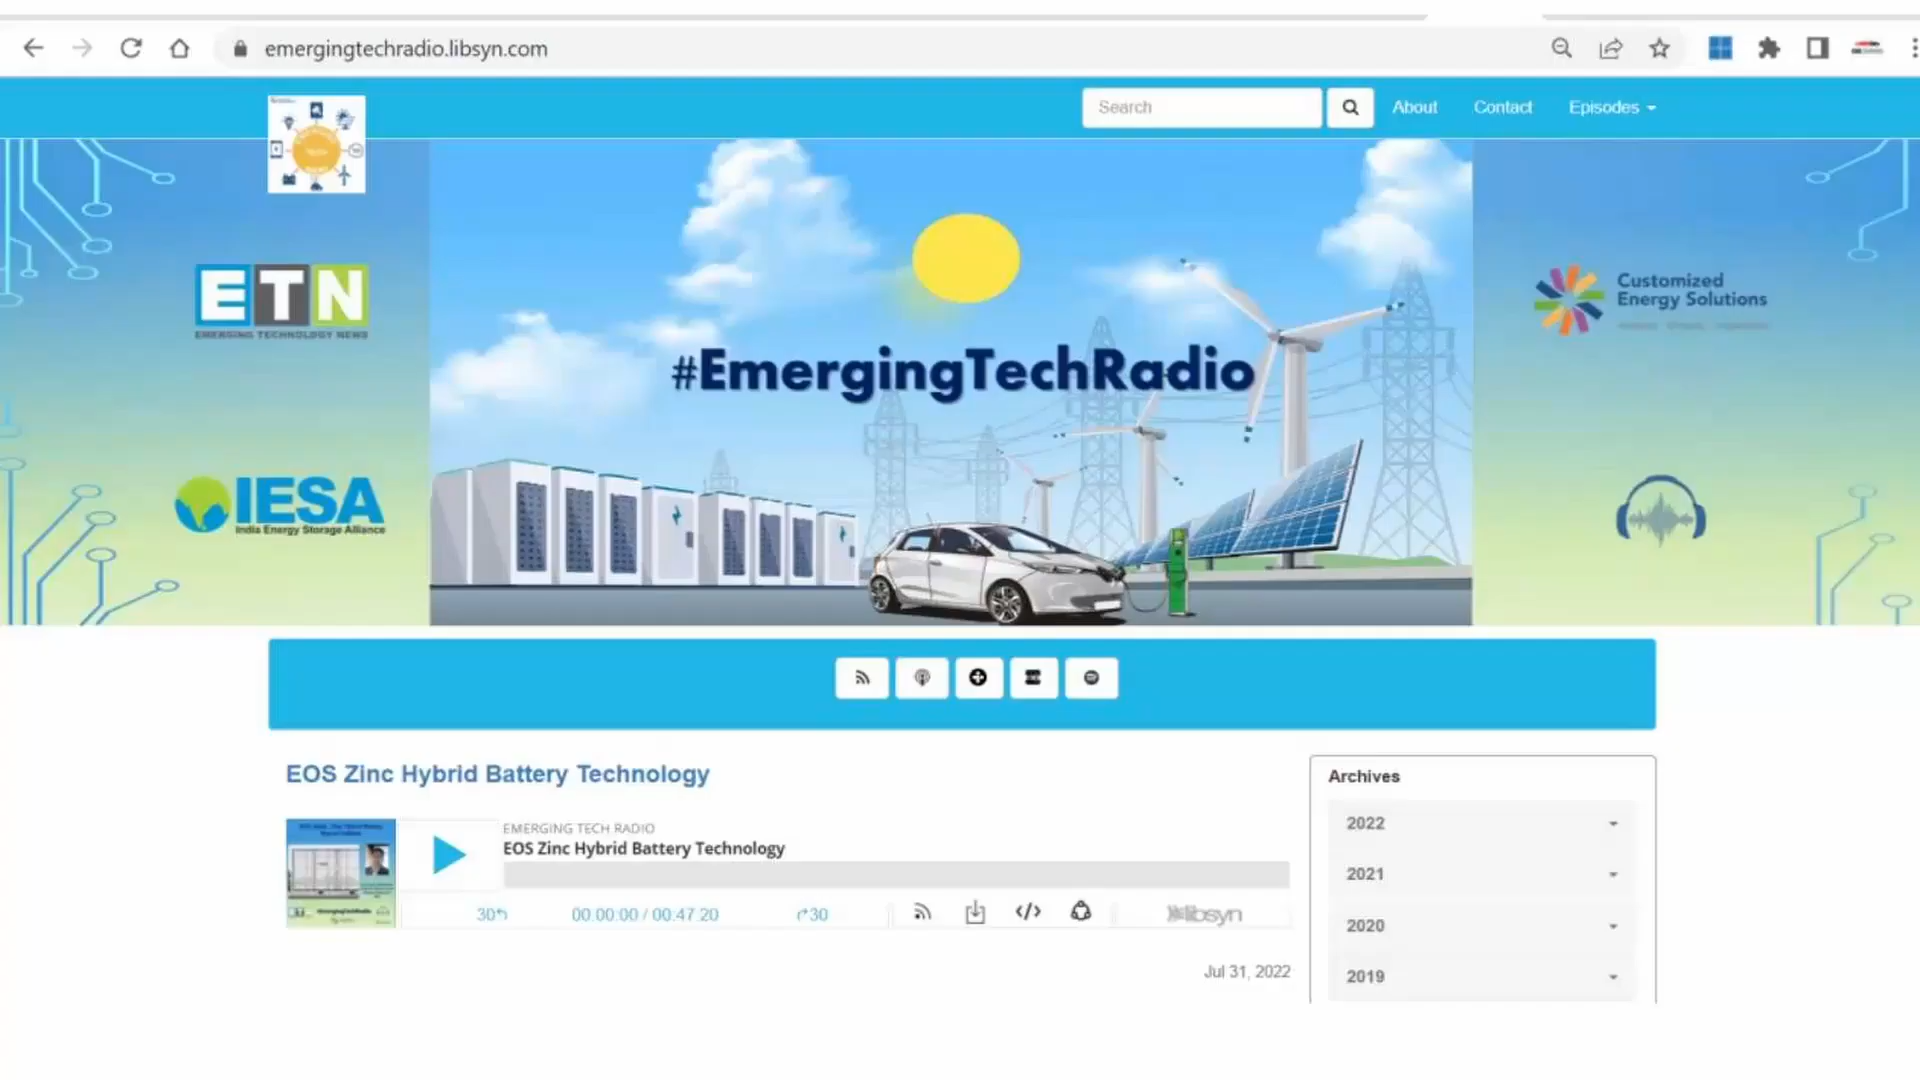 emergingtechradio.libsyn.com
Search
About
Contact
Episodes
ETN
EMERGING TECHNOLOGY NEWS
Customized
Energy Solutions
#EmergingTechRadio
IESA
India Energy Storage Alliance
EOS Zinc Hybrid Battery Technology
EMERGING TECH RADIO
EOS Zinc Hybrid Battery Technology
30
00:00:00 / 00:47:20
30
</>
libsyn
Jul 31, 2022
Archives
2022
2021
2020
2019